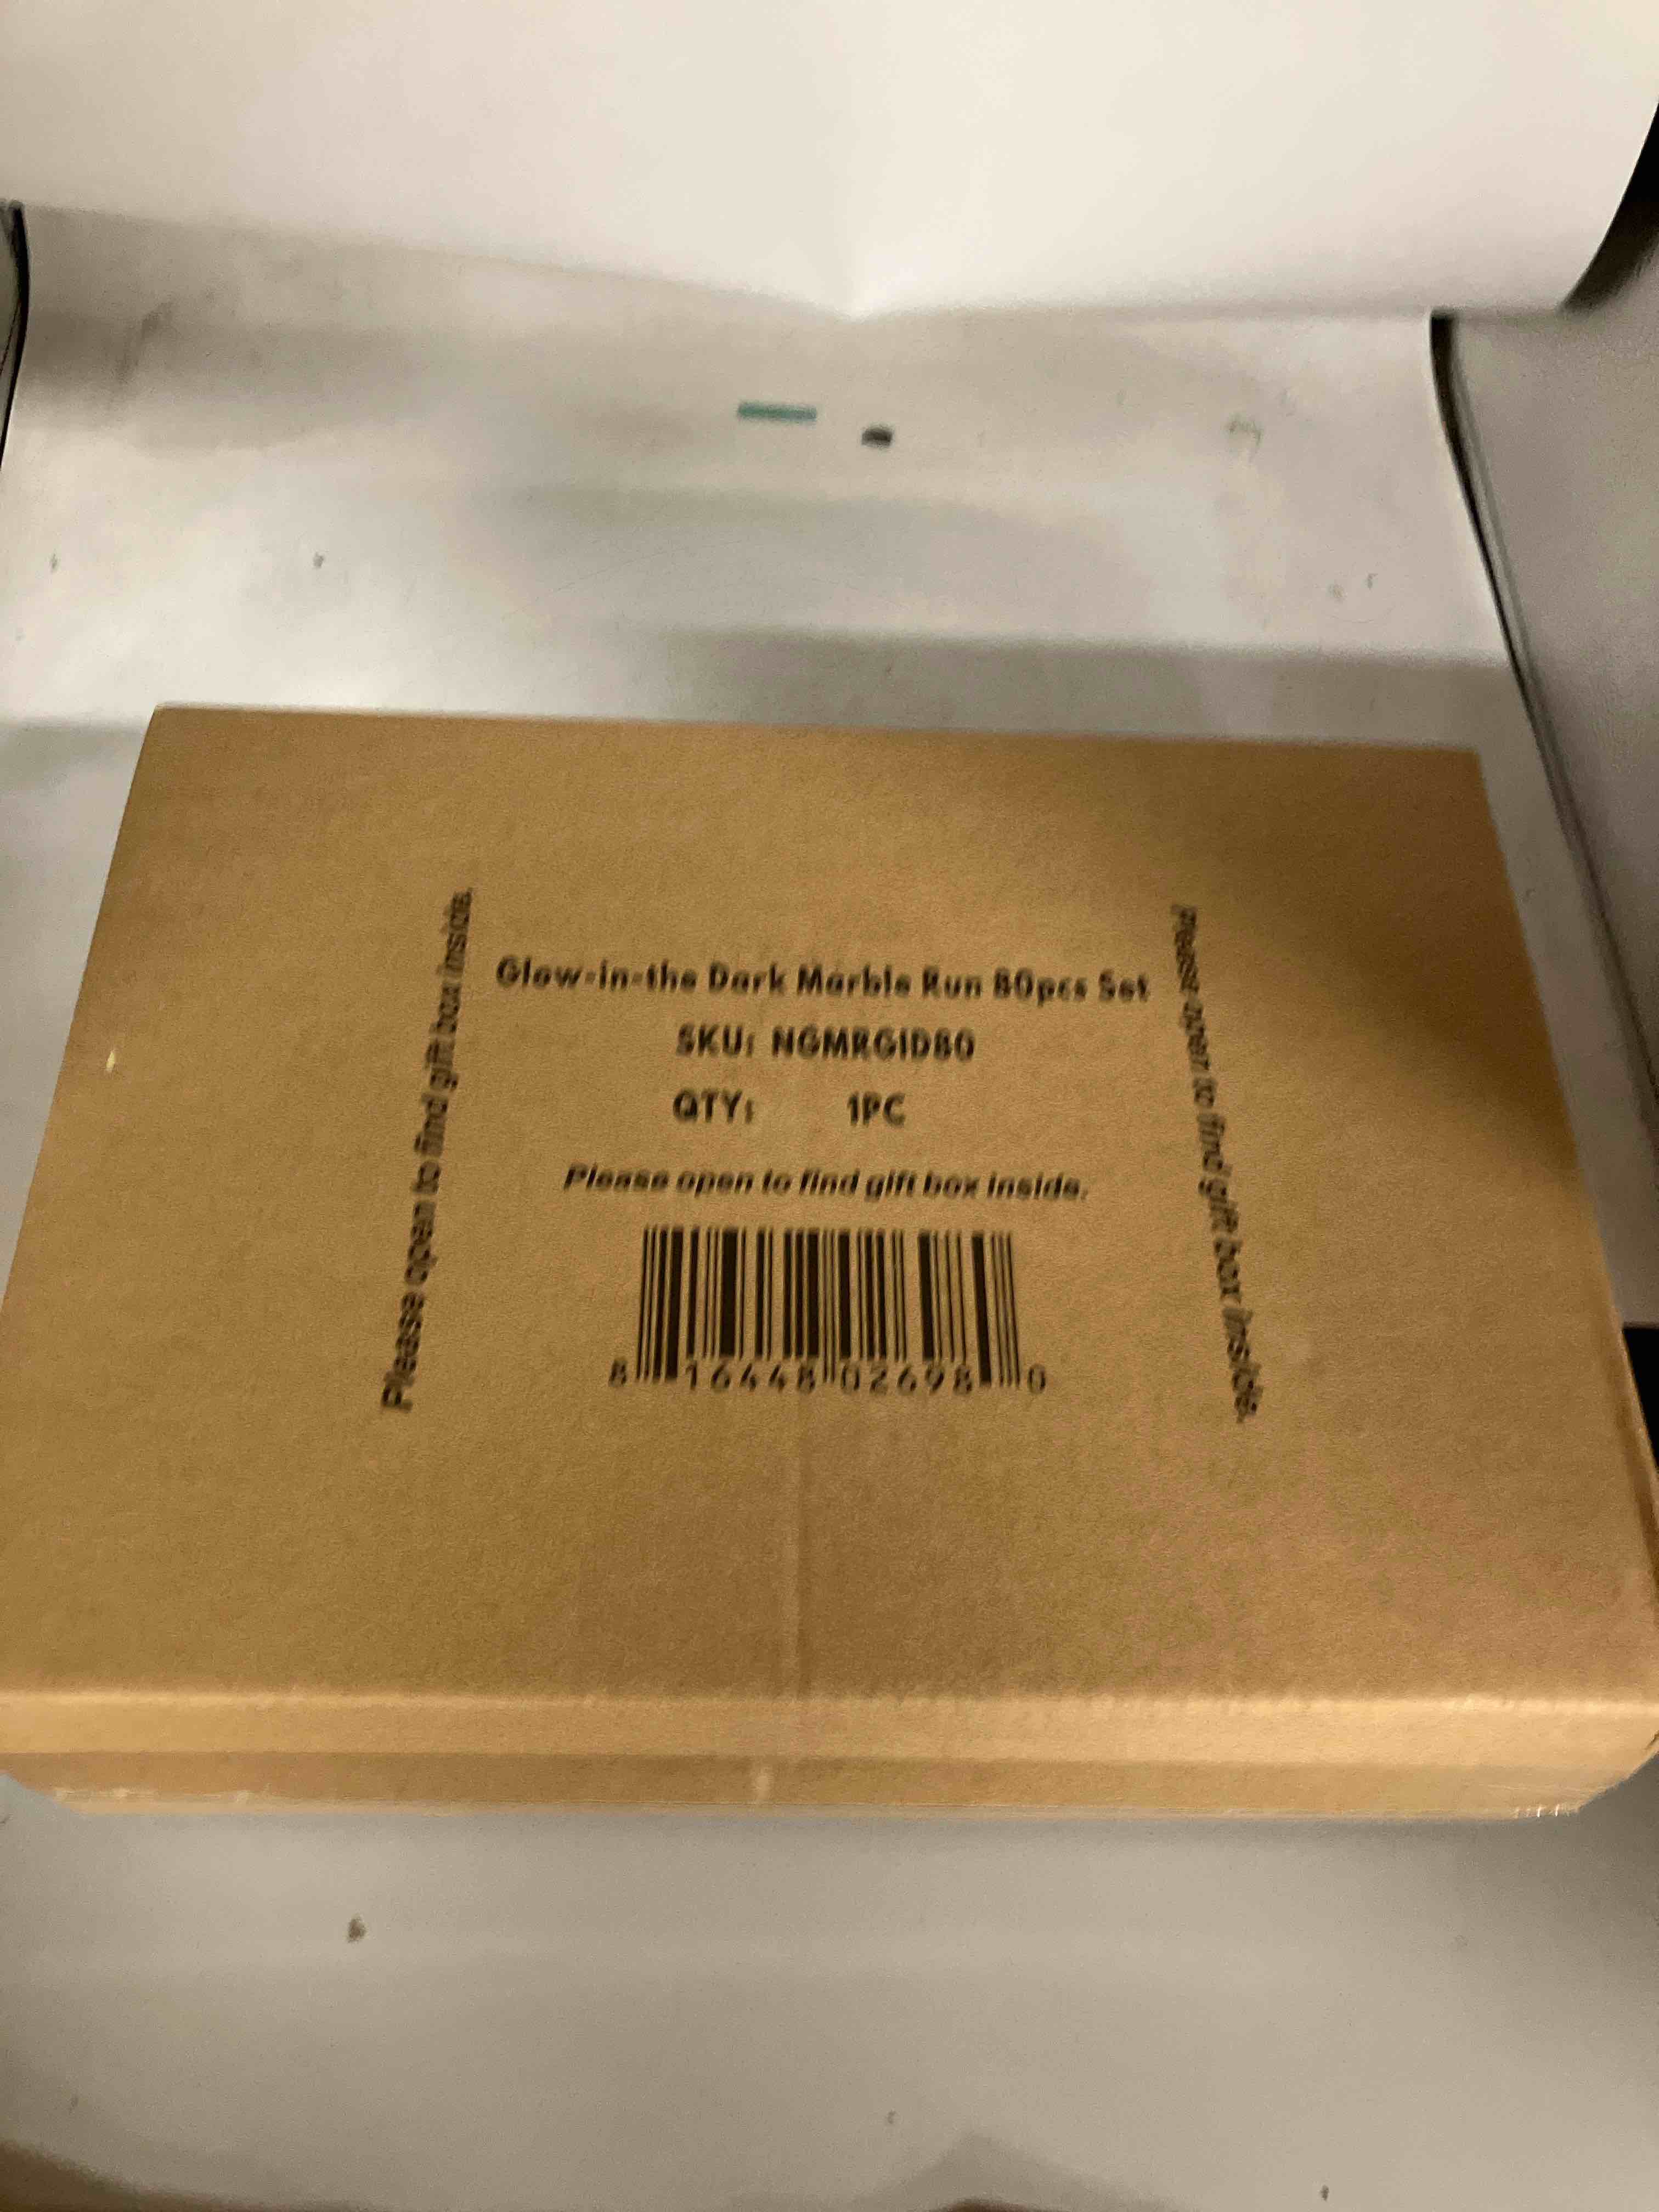 Please open to find gift box inside.
Glow-in-the Dark Marble Run 80pcs Set
SKU: NGMRGID80
QTY: 1PC
Please open to find gift box inside.
8 16448 02698 0
Please open to find gift box inside.